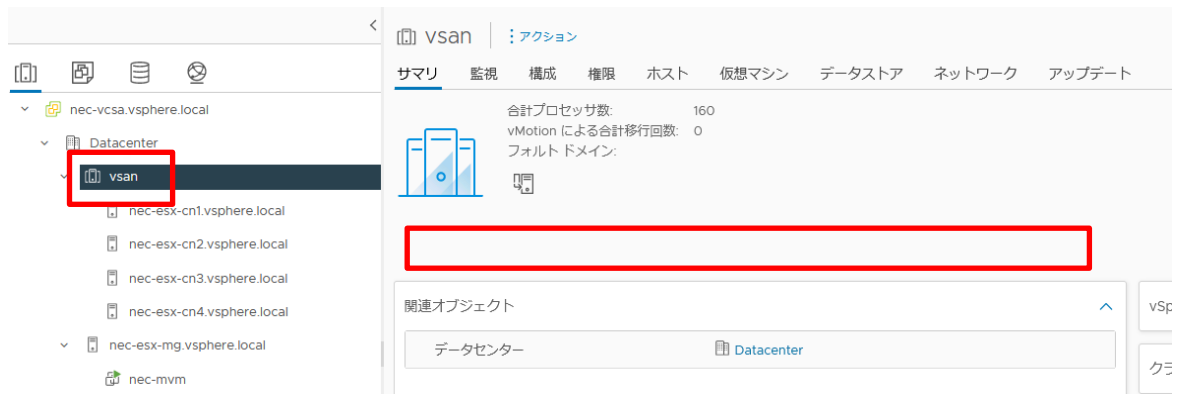 vsan
アクション
サマリ 監視 構成 権限 ホスト 仮想マシン データストア ネットワーク アップデート
nec-vcsa.vsphere.local
Datacenter
vsan
nec-esx-cn1.vsphere.local
nec-esx-cn2.vsphere.local
nec-esx-cn3.vsphere.local
nec-esx-cn4.vsphere.local
nec-esx-mg.vsphere.local
nec-mvm
合計プロセッサ数: 160
vMotion による合計移行回数: 0
フォルト ドメイン:
関連オブジェクト
データセンター Datacenter
vSp
クラ